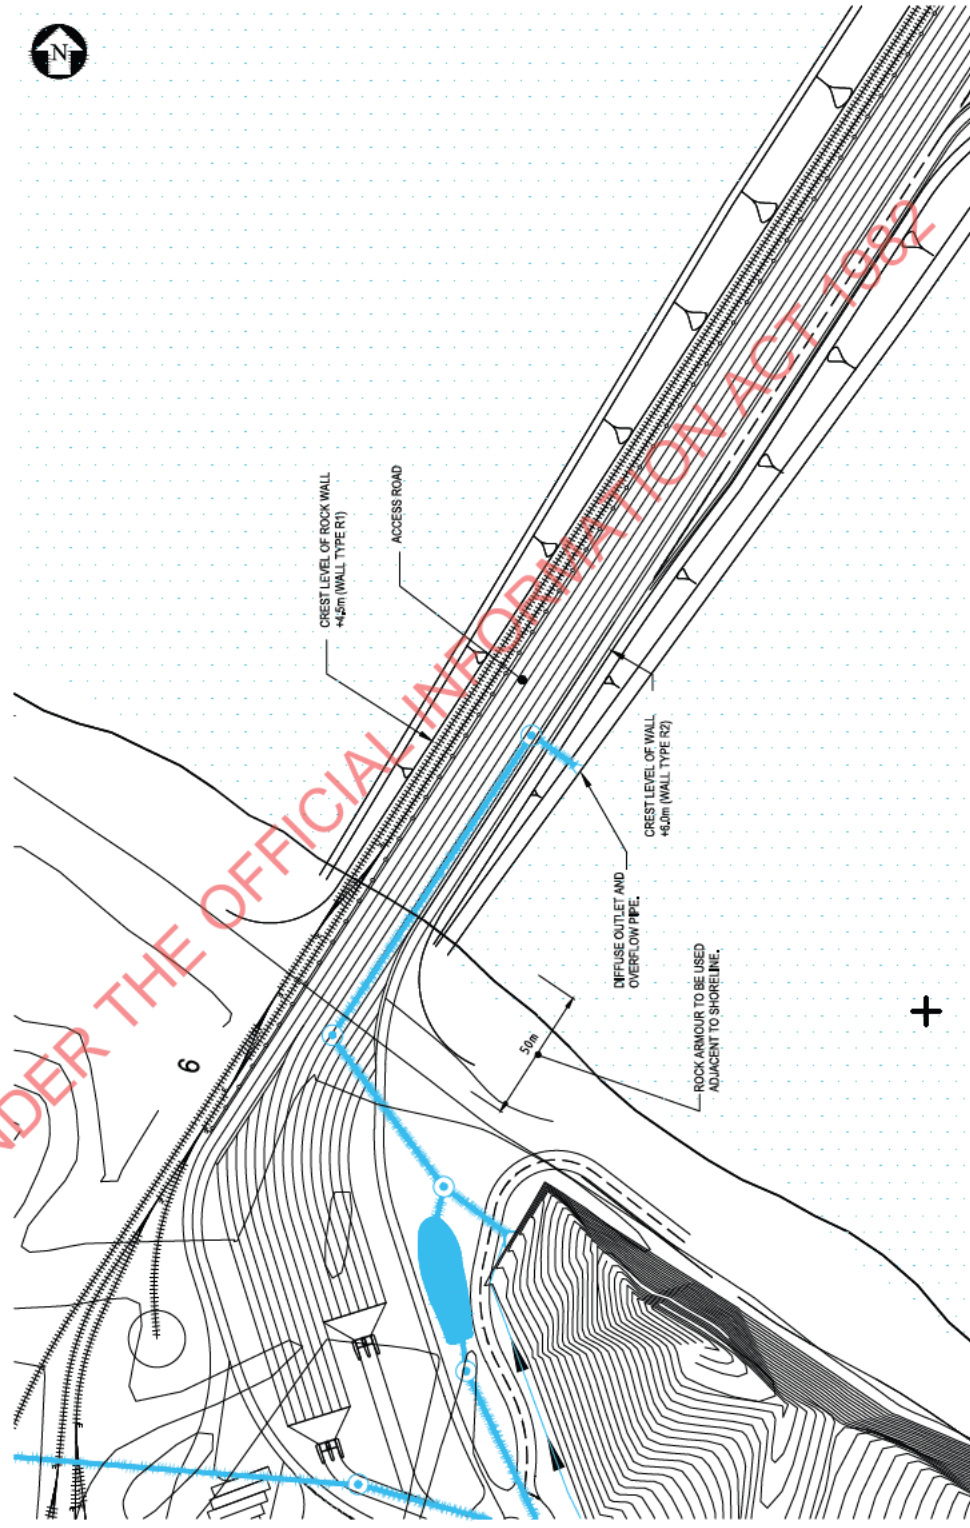 N
CREST LEVEL OF ROCK WALL
+4.5m (WALL TYPE R1)
ACCESS ROAD
UNDER THE OFFICIAL INFORMATION ACT 1982
CREST LEVEL OF WALL
+6.0m (WALL TYPE R2)
DIFFUSE OUTLET AND
OVERFLOW PIPE.
ROCK ARMOUR TO BE USED
ADJACENT TO SHORELINE.
50m
6